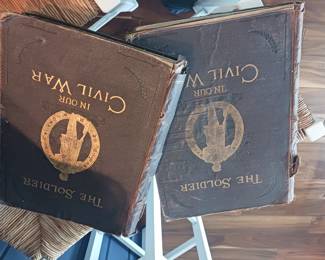 THE SOLDIER
IN OUR
CIVIL WAR
THE SOLDIER
IN OUR
CIVIL WAR